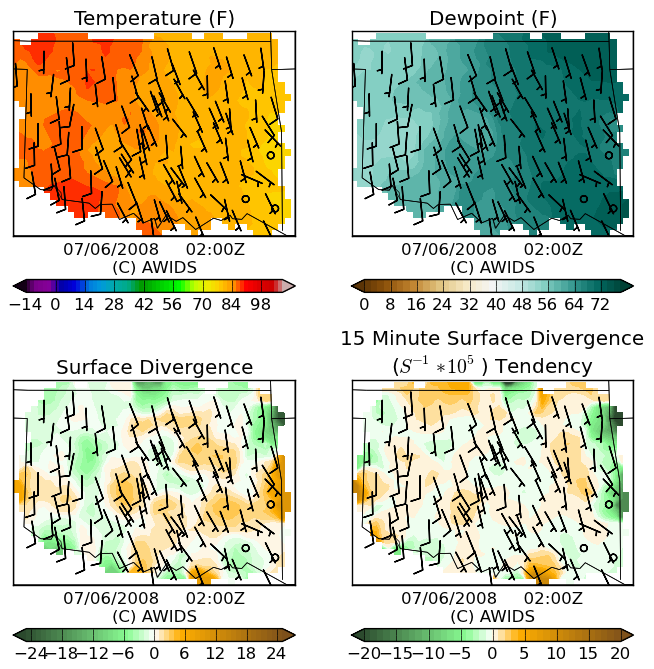 Temperature (F)
Dewpoint (F)
07/06/2008 02:00Z
(C) AWIDS
07/06/2008 02:00Z
(C) AWIDS
−14 0 14 28 42 56 70 84 98
0 8 16 24 32 40 48 56 64 72
Surface Divergence
15 Minute Surface Divergence
(S⁻¹ *10⁵ ) Tendency
07/06/2008 02:00Z
(C) AWIDS
07/06/2008 02:00Z
(C) AWIDS
−24 −18 −12 −6 0 6 12 18 24
−20 −15 −10 −5 0 5 10 15 20